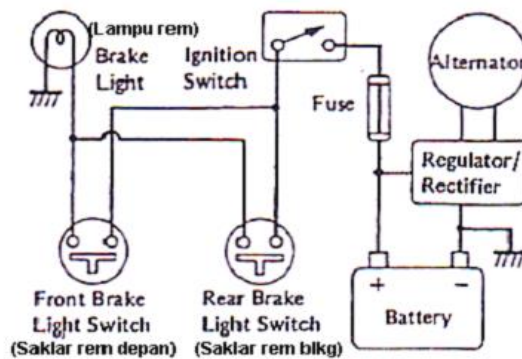 (Lampu rem)
Brake
Light
Ignition
Switch
Fuse
Alternator
Regulator/
Rectifier
+ −
Battery
Front Brake
Light Switch
(Saklar rem depan)
Rear Brake
Light Switch
(Saklar rem blkg)